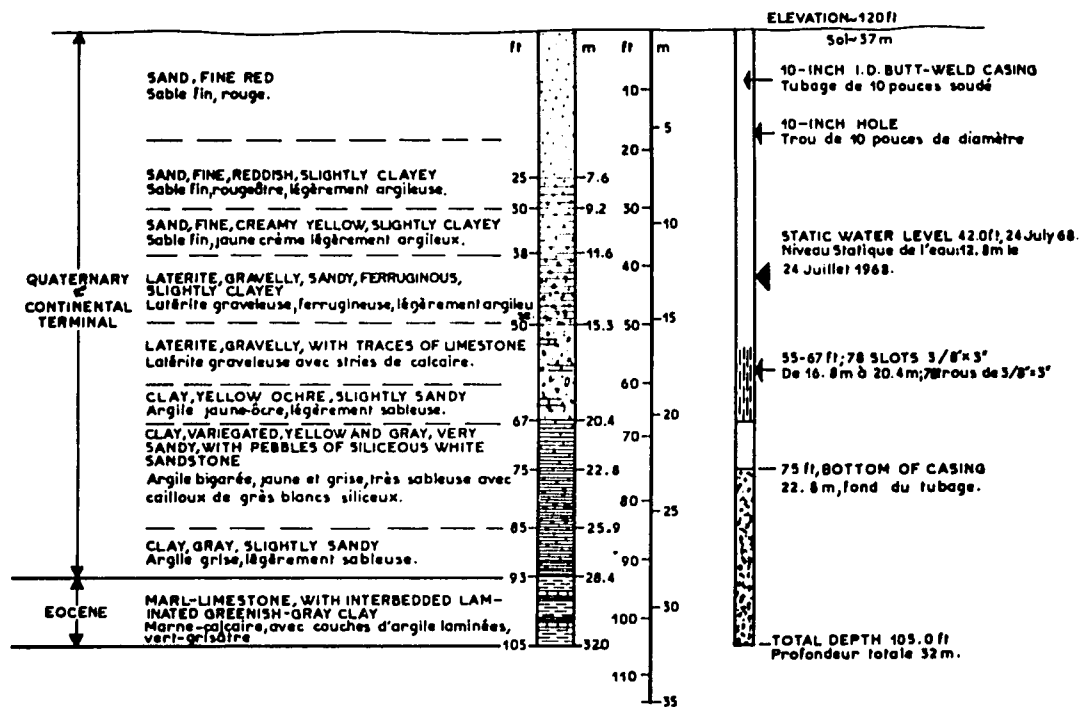 ELEVATION~120ft
Sol~37m
ft
m
ft
m
SAND, FINE RED
Sable fin, rouge.
SAND, FINE, REDDISH, SLIGHTLY CLAYEY
Sable fin, rougeâtre, légèrement argileuse.
25
7.6
30
9.2
SAND, FINE, CREAMY YELLOW, SLIGHTLY CLAYEY
Sable fin, jaune crème légèrement argileux.
38
11.6
QUATERNARY
&
CONTINENTAL
TERMINAL
LATERITE, GRAVELLY, SANDY, FERRUGINOUS,
SLIGHTLY CLAYEY
Latérite graveleuse, ferrugineuse, légèrement argileu
se.
50
15.3
LATERITE, GRAVELLY, WITH TRACES OF LIMESTONE
Latérite graveleuse avec stries de calcaire.
CLAY, YELLOW OCHRE, SLIGHTLY SANDY
Argile jaune-ôcre, légèrement sableuse.
67
20.4
CLAY, VARIEGATED, YELLOW AND GRAY, VERY
SANDY, WITH PEBBLES OF SILICEOUS WHITE
SANDSTONE
75
22.8
Argile bigarée, jaune et grise, très sableuse avec
cailloux de grès blancs siliceux.
85
25.9
CLAY, GRAY, SLIGHTLY SANDY
Argile grise, légèrement sableuse.
93
28.4
EOCENE
MARL-LIMESTONE, WITH INTERBEDDED LAM-
INATED GREENISH-GRAY CLAY
Marne-calcaire, avec couches d'argile laminées,
vert-grisâtre
105
320
10
20
30
40
50
60
70
80
90
100
110
5
10
15
20
25
30
35
10-INCH I.D. BUTT-WELD CASING
Tubage de 10 pouces soudé
10-INCH HOLE
Trou de 10 pouces de diamètre
STATIC WATER LEVEL 42.0ft, 24 July 68.
Niveau Statique de l'eau: 12.8m le
24 Juillet 1968.
55-67 ft; 78 SLOTS 3/8"x3"
De 16.8m à 20.4m; 78 trous de 3/8"x3"
75 ft, BOTTOM OF CASING
22.8 m, fond du tubage.
TOTAL DEPTH 105.0 ft
Profondeur totale 32 m.